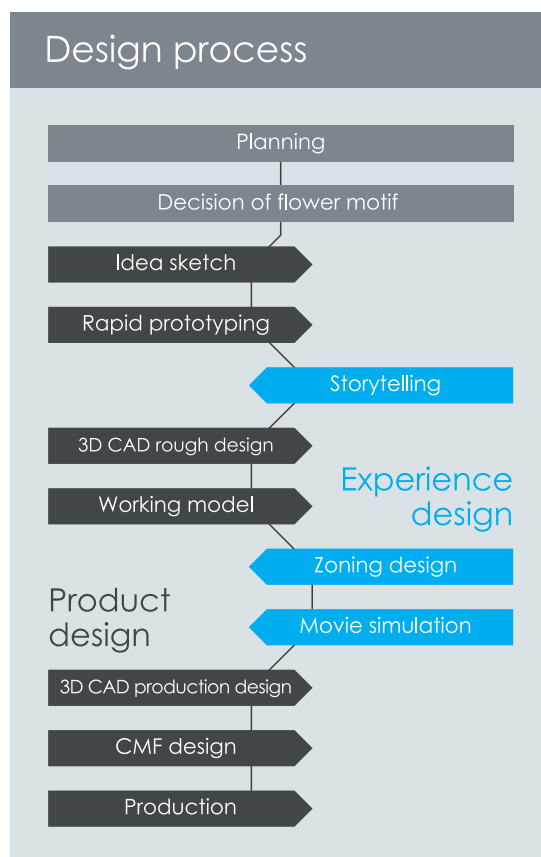 Design process
Planning
Decision of flower motif
Idea sketch
Rapid prototyping
Storytelling
3D CAD rough design
Experience
design
Working model
Zoning design
Product
design
Movie simulation
3D CAD production design
CMF design
Production